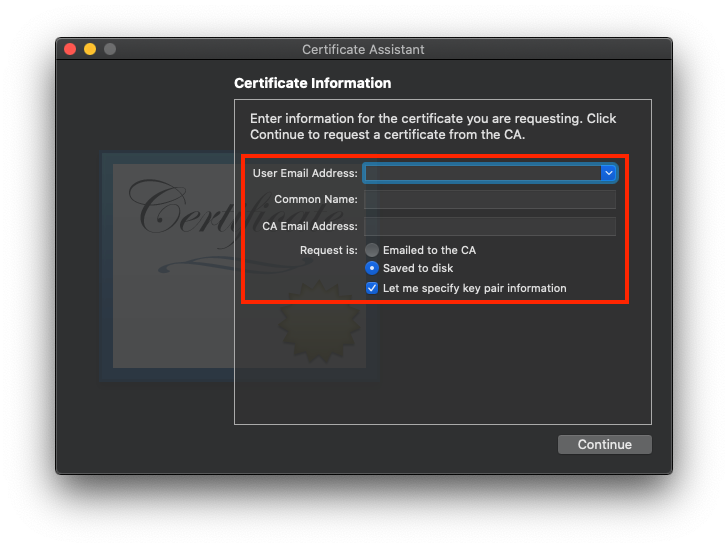 Certificate Assistant
Certificate Information
Enter information for the certificate you are requesting. Click
Continue to request a certificate from the CA.
User Email Address:
Common Name:
Certificate
CA Email Address:
Request is: Emailed to the CA
Saved to disk
Let me specify key pair information
Continue